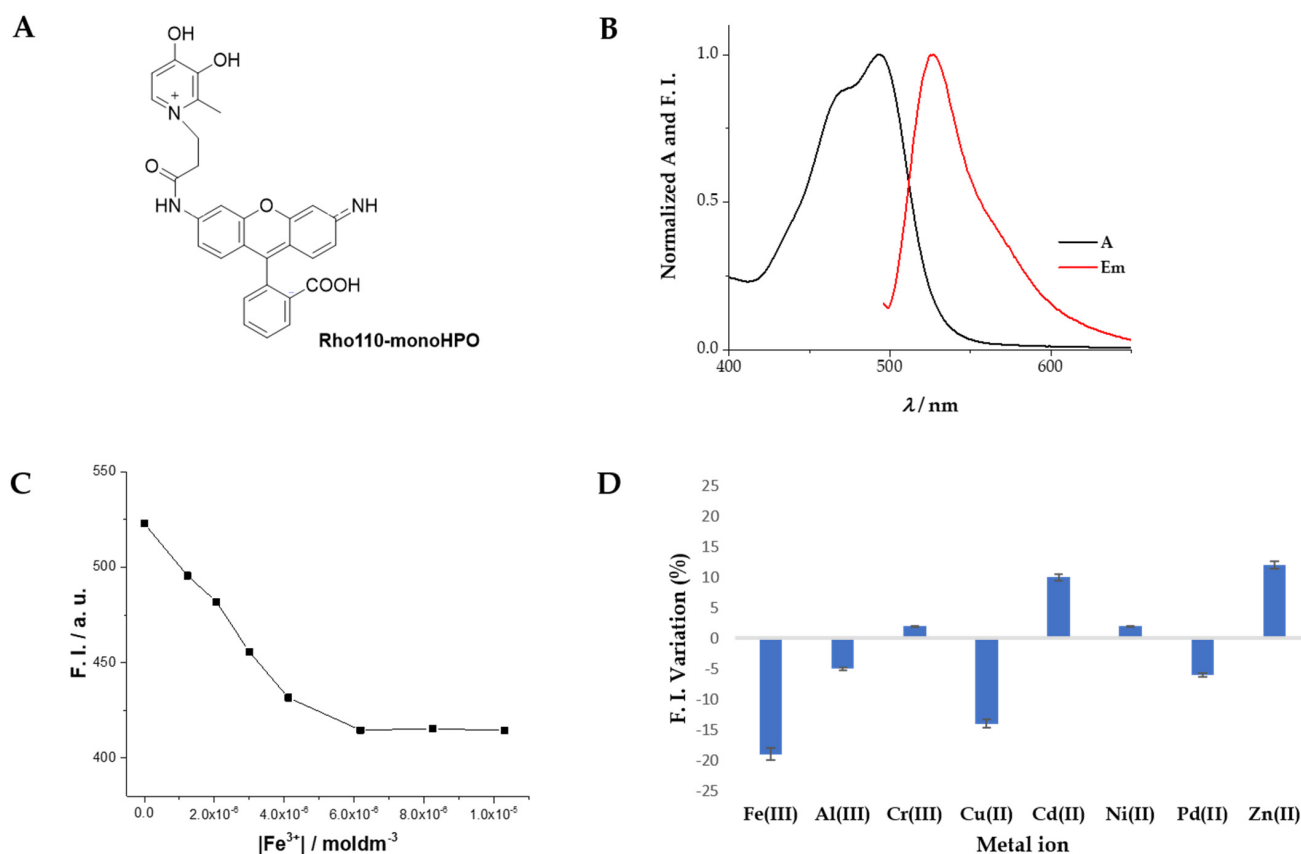 A
OH
OH
+
N
O
HN
O
NH
COOH
Rho110-monoHPO
B
Normalized A and F. I.
1.0
0.5
0.0
400
500
600
λ / nm
A
Em
C
F. I. / a. u.
550
500
450
400
0.0
2.0x10⁻⁶
4.0x10⁻⁶
6.0x10⁻⁶
8.0x10⁻⁶
1.0x10⁻⁵
|Fe³⁺| / moldm⁻³
D
F. I. Variation (%)
25
20
15
10
5
0
-5
-10
-15
-20
-25
Fe(III) Al(III) Cr(III) Cu(II) Cd(II) Ni(II) Pd(II) Zn(II)
Metal ion